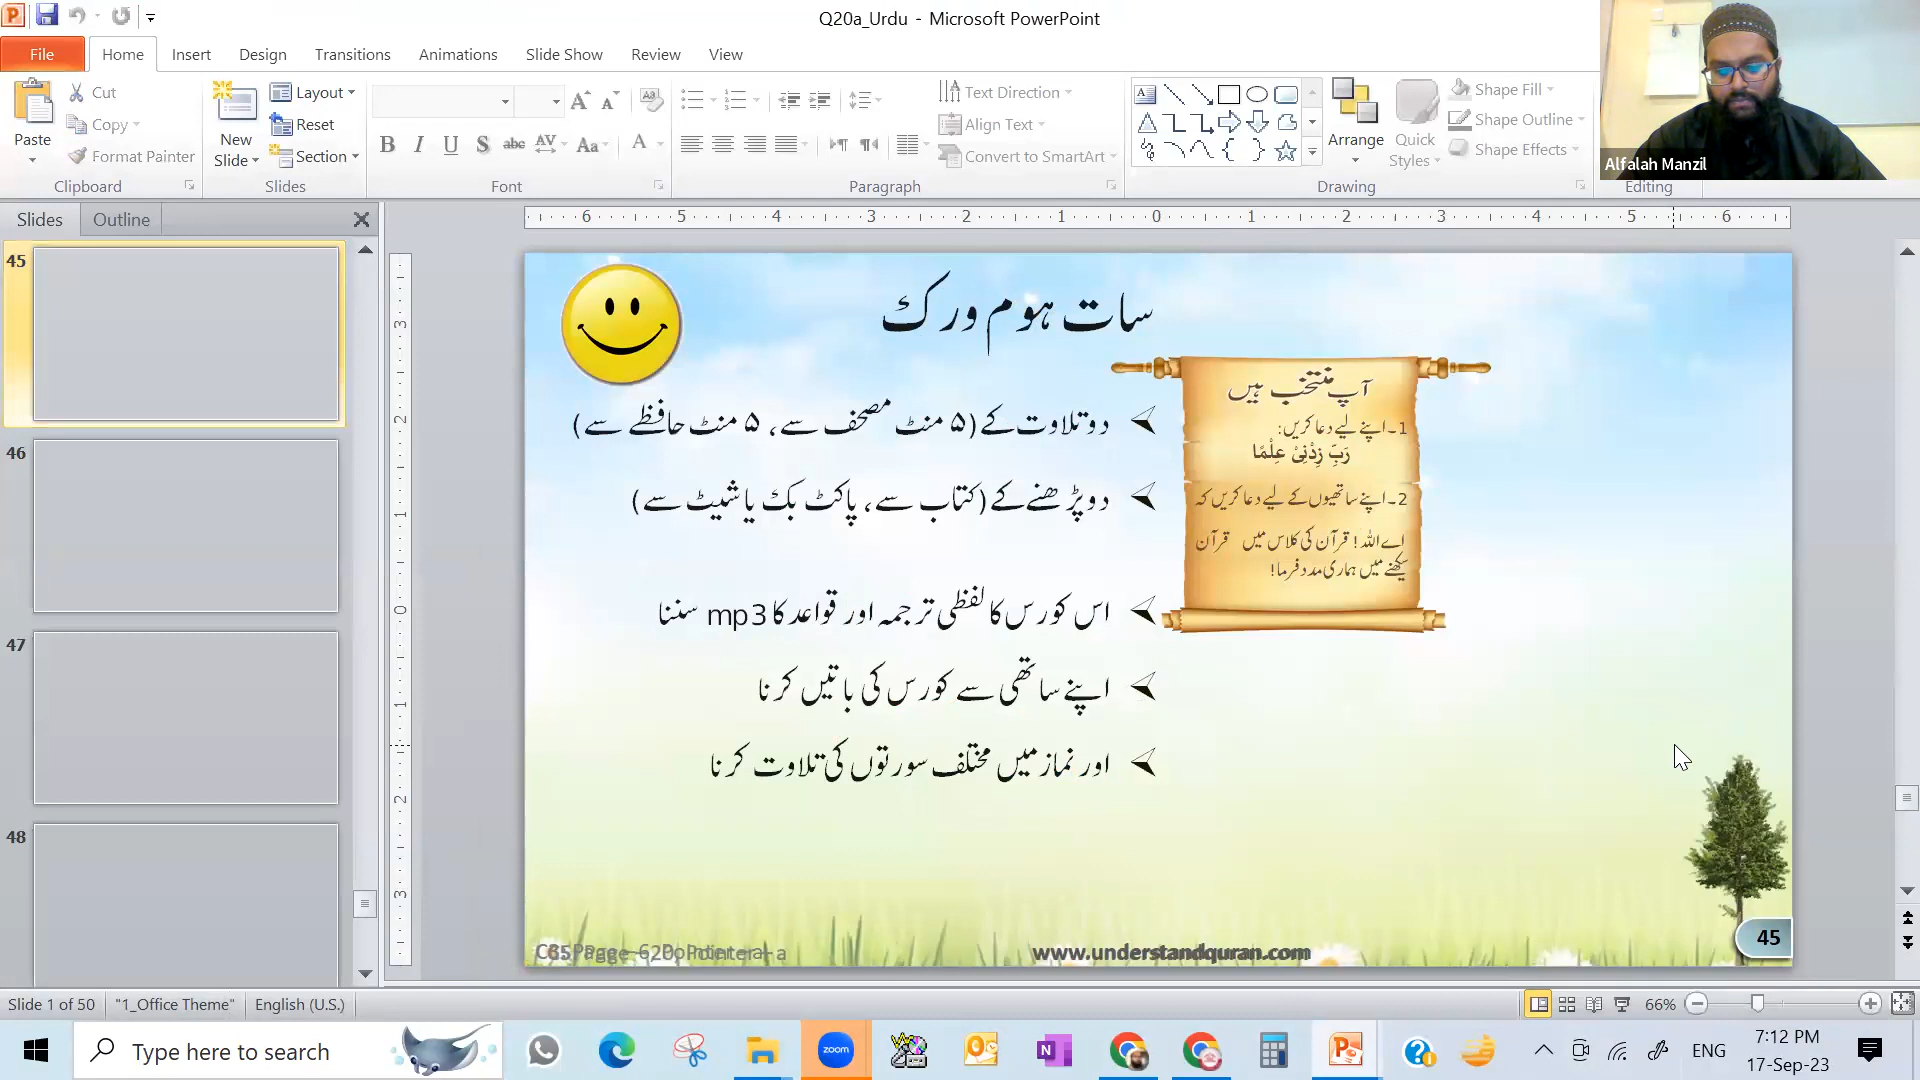 Q20a_Urdu - Microsoft PowerPoint
File
Home
Insert
Design
Transitions
Animations
Slide Show
Review
View
Paste
Cut
Copy
Format Painter
Clipboard
New
Slide
Layout
Reset
Section
Slides
Font
Paragraph
Text Direction
Align Text
Convert to SmartArt
Arrange
Quick
Styles
Shape Fill
Shape Outline
Shape Effects
Drawing
Editing
Alfalah Manzil
Slides
Outline
45
46
47
48
سات ہوم ورک
دو تلاوت کے (۵ منٹ مصحف سے، ۵ منٹ حافظے سے)
دو پڑھنے کے (کتاب سے، پاکٹ بک یا شیٹ سے)
اس کورس کا لفظی ترجمہ اور قواعد کا mp3 سننا
اپنے ساتھی سے کورس کی باتیں کرنا
اور نماز میں مختلف سورتوں کی تلاوت کرنا
آپ منتخب ہیں
1۔ اپنے لیے دعا کریں:
رَبِّ زِدْنِیْ عِلْمًا
2۔ اپنے ساتھیوں کے لیے دعا کریں کہ
اے اللہ! قرآن کی کلاس میں قرآن
سیکھنے میں ہماری مدد فرما!
www.understandquran.com
45
Slide 1 of 50
"1_Office Theme"
English (U.S.)
66%
Type here to search
zoom
ENG
7:12 PM
17-Sep-23